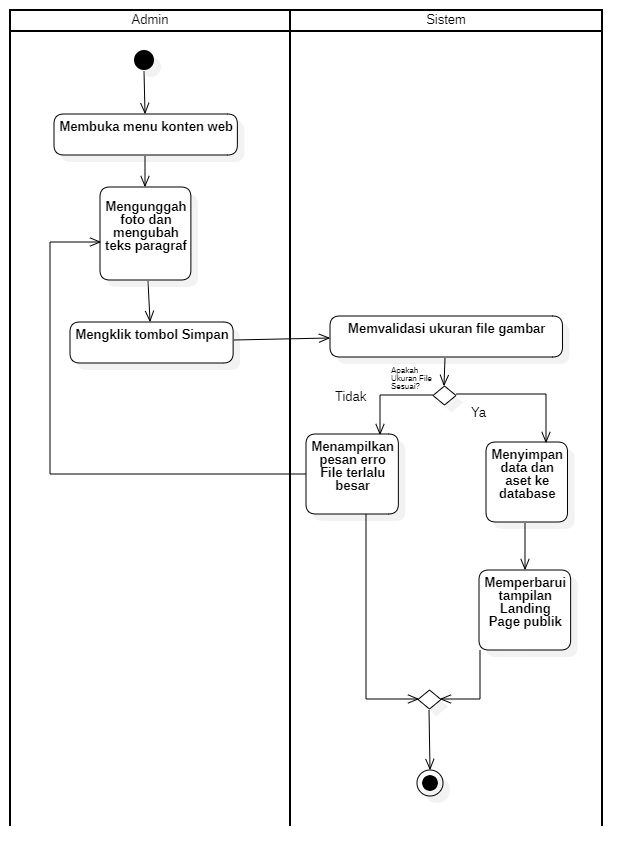 Admin
Sistem
Membuka menu konten web
Mengunggah
foto dan
mengubah
teks paragraf
Mengklik tombol Simpan
Memvalidasi ukuran file gambar
Apakah
Ukuran File
Sesuai?
Tidak
Ya
Menampilkan
pesan erro
File terlalu
besar
Menyimpan
data dan
aset ke
database
Memperbarui
tampilan
Landing
Page publik